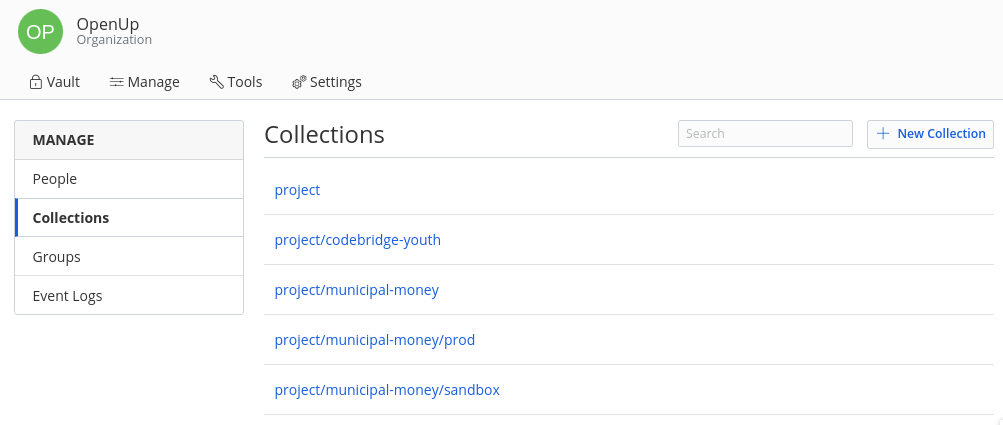 OP
OpenUp
Organization
Vault Manage Tools Settings
MANAGE
People
Collections
Groups
Event Logs
Collections
Search
New Collection
project
project/codebridge-youth
project/municipal-money
project/municipal-money/prod
project/municipal-money/sandbox